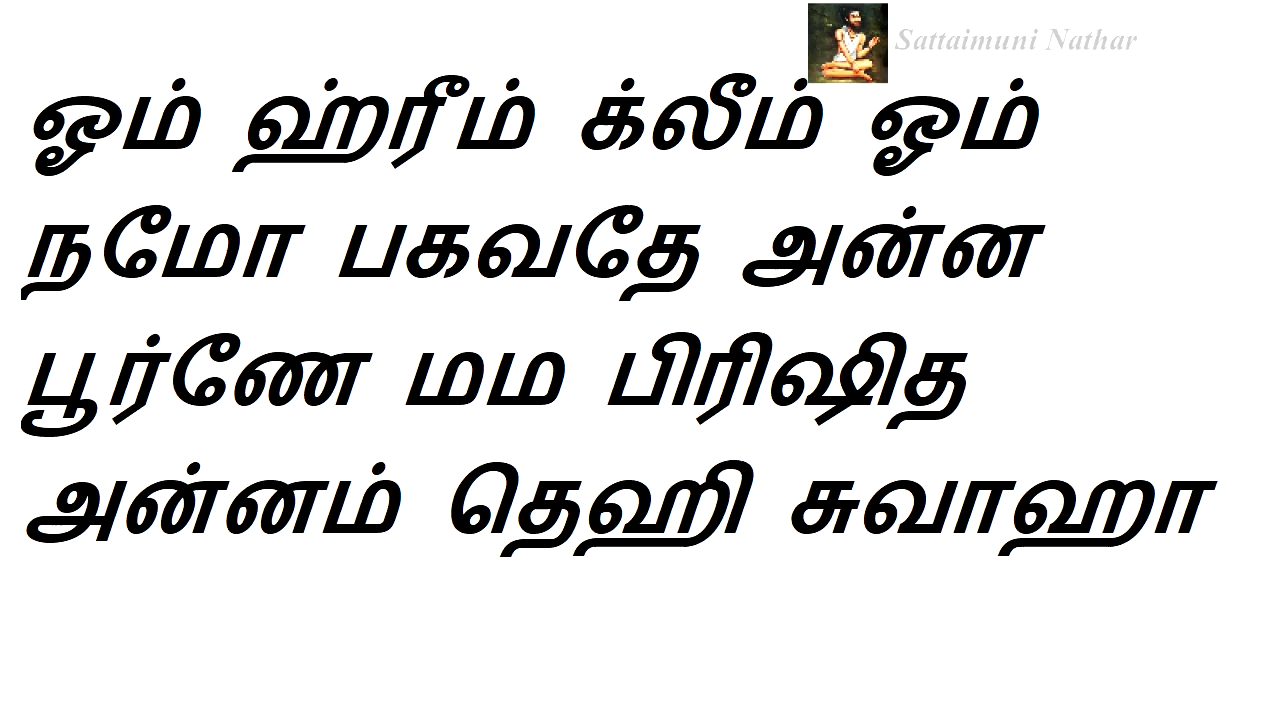 Sattaimuni Nathar
ஓம் ஹ்ரீம் க்லீம் ஓம்
நமோ பகவதே அன்ன
பூர்ணே மம பிரிஷித
அன்னம் தெஹி சுவாஹா